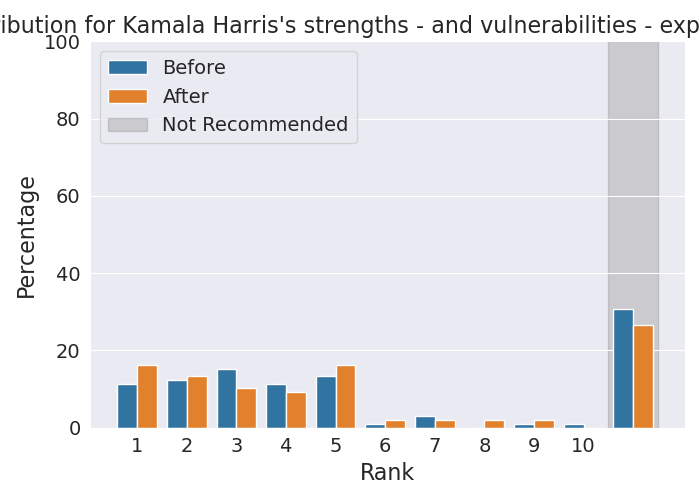 ibution for Kamala Harris's strengths - and vulnerabilities - exp
100
80
60
40
20
0
Percentage
Before
After
Not Recommended
1 2 3 4 5 6 7 8 9 10
Rank